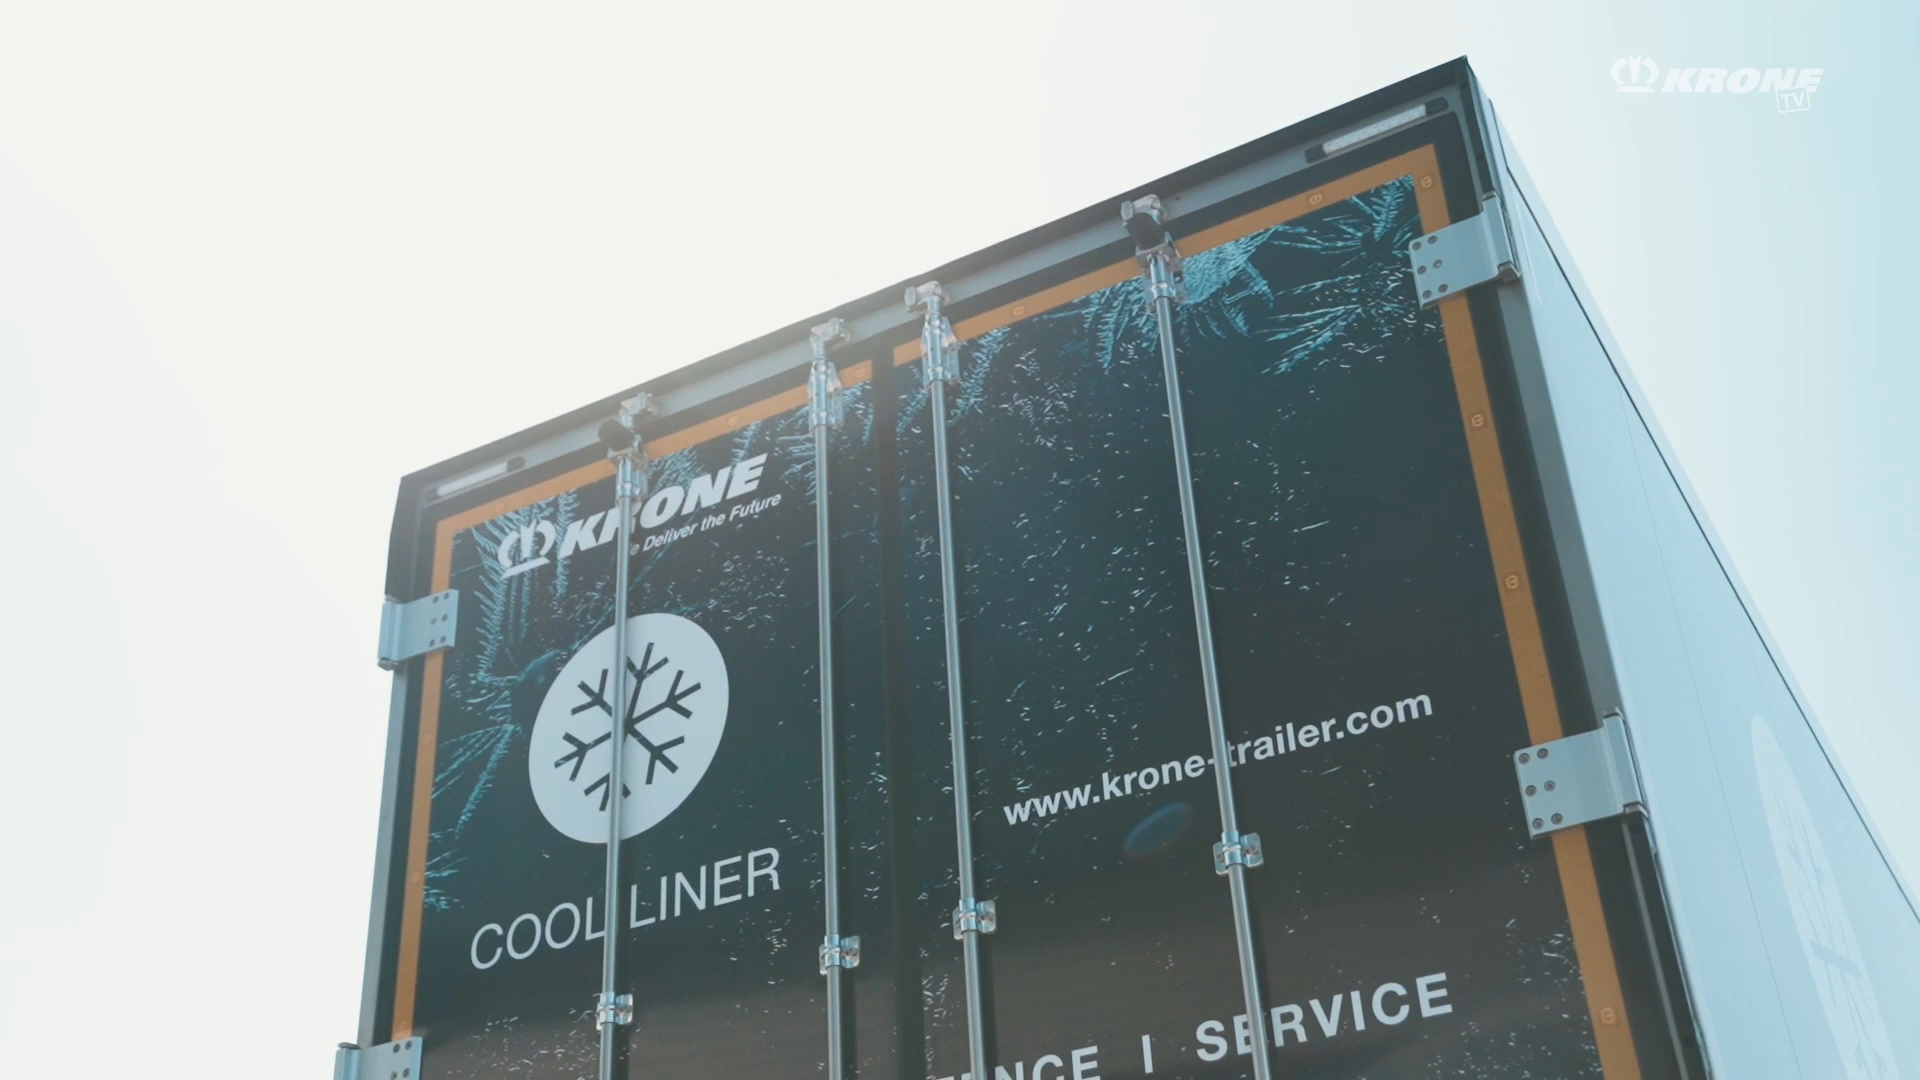 KRONE
TV
KRONE
Deliver the Future
www.krone-trailer.com
COOL LINER
I SERVICE